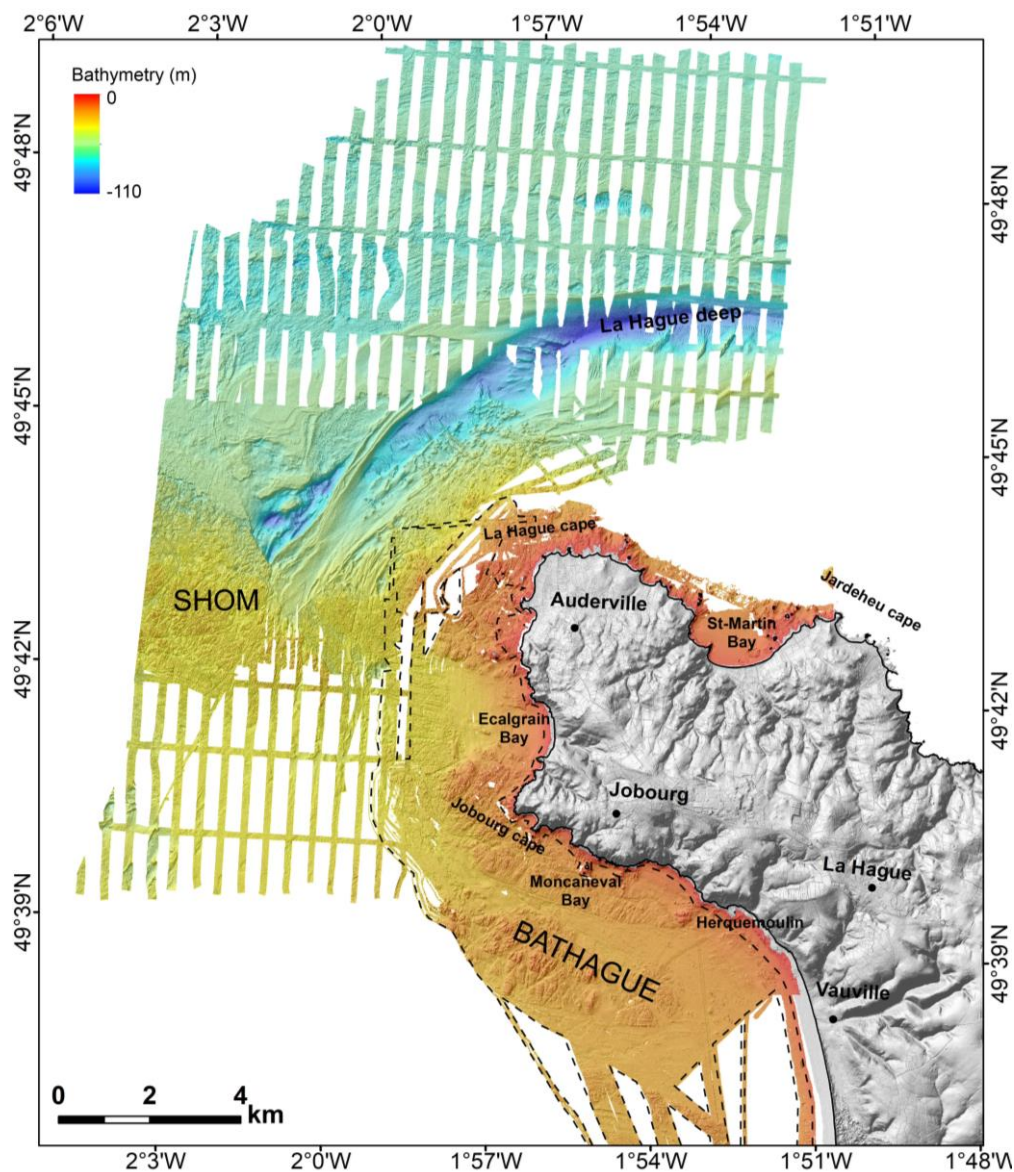 2°6'W 2°3'W 2°0'W 1°57'W 1°54'W 1°51'W
Bathymetry (m)
0
-110
49°48'N
49°48'N
La Hague deep
49°45'N
49°45'N
La Hague cape
Jardeheu cape
SHOM
Auderville
St-Martin
Bay
49°42'N
49°42'N
Ecalgrain
Bay
Jobourg
Jobourg cape
La Hague
Moncaneval
Bay
49°39'N
Herquemoulin
49°39'N
BATHAGUE
Vauville
0 2 4
km
2°3'W 2°0'W 1°57'W 1°54'W 1°51'W 1°48'W